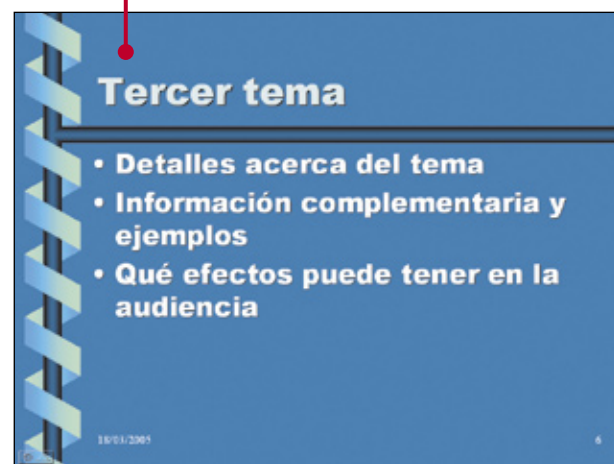 Tercer tema
• Detalles acerca del tema
• Información complementaria y
ejemplos
• Qué efectos puede tener en la
audiencia
18/03/2005
6